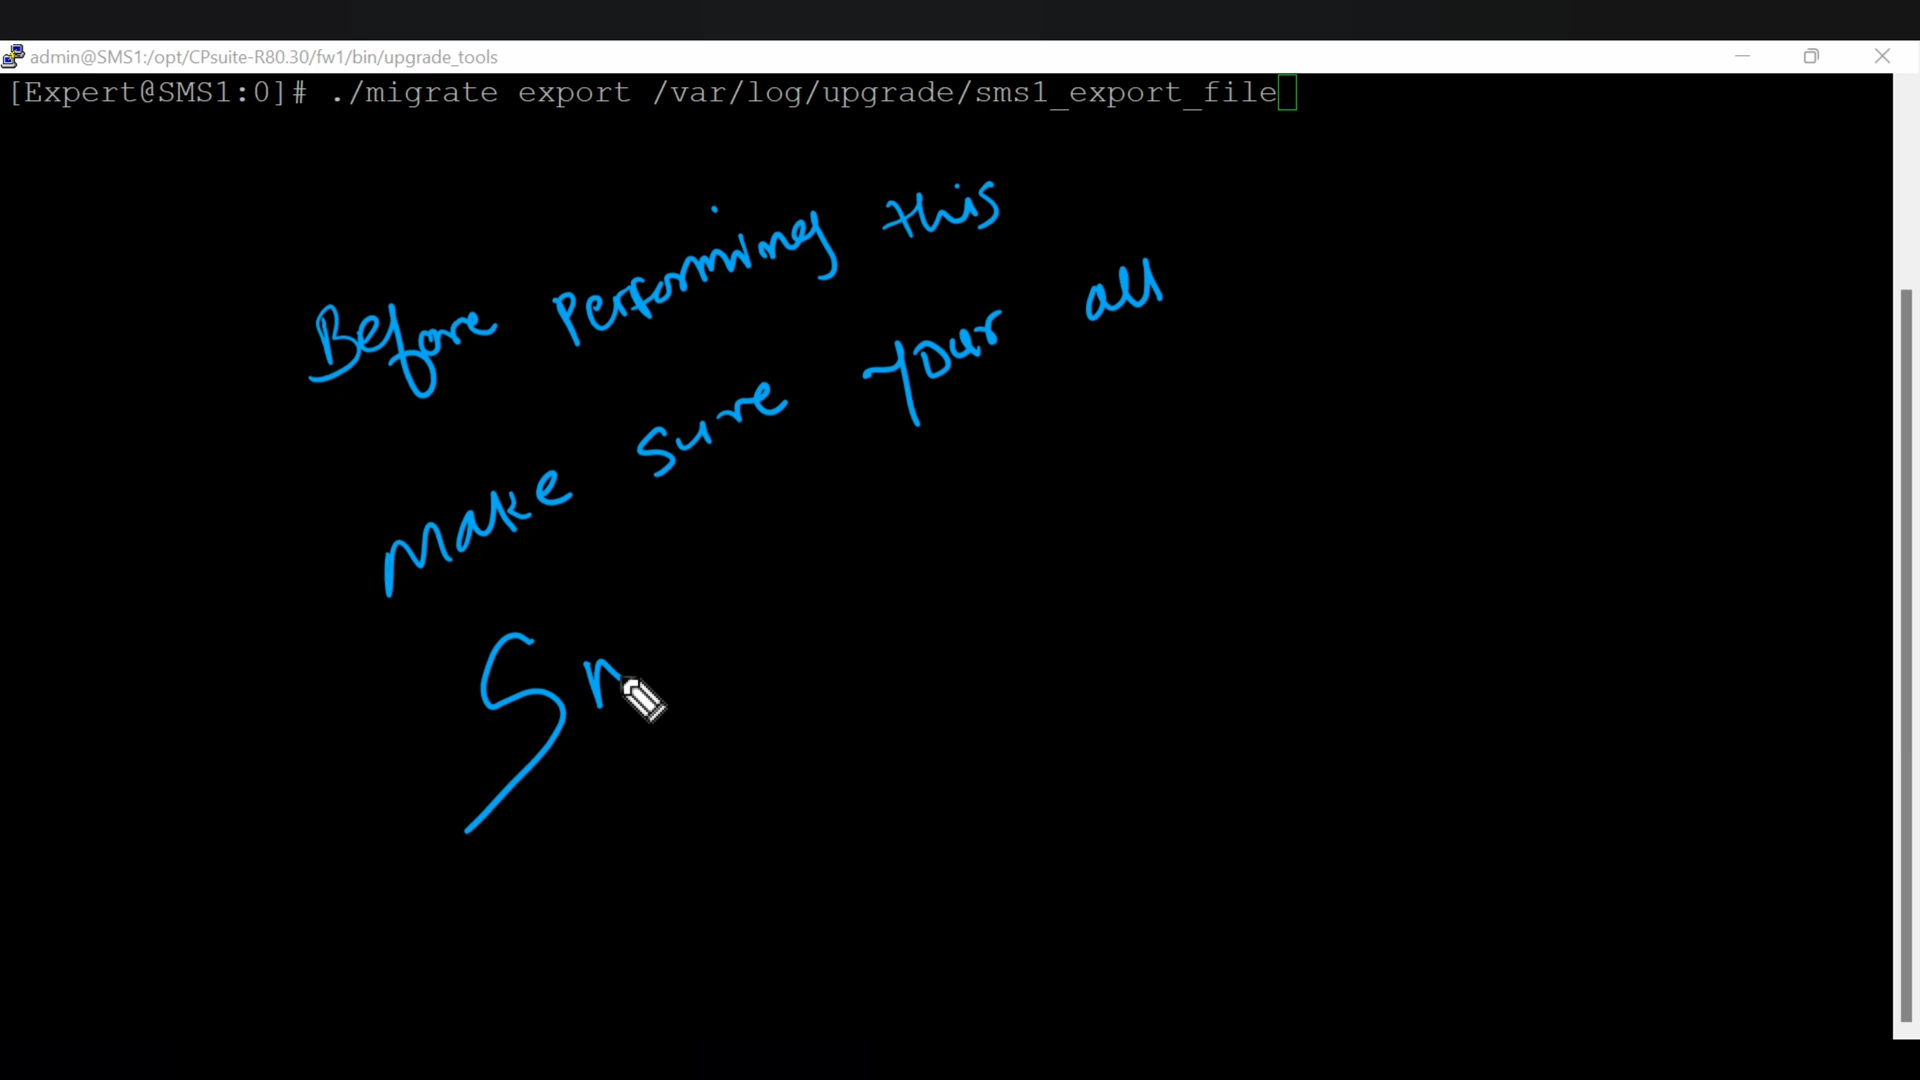 admin@SMS1:/opt/CPsuite-R80.30/fw1/bin/upgrade_tools
[Expert@SMS1:0]# ./migrate export /var/log/upgrade/sms1_export_file
Before Performing this
Make sure your all
Sm